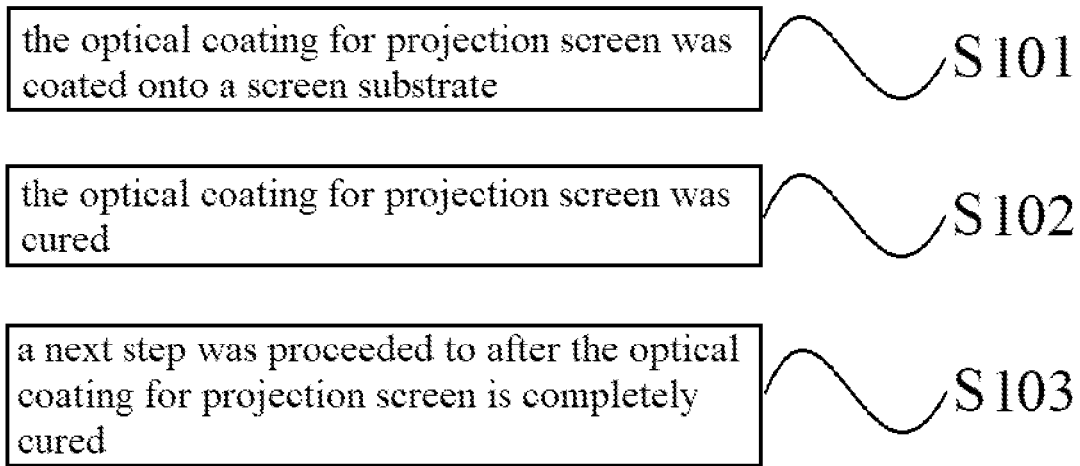 the optical coating for projection screen was
coated onto a screen substrate
S101
the optical coating for projection screen was
cured
S102
a next step was proceeded to after the optical
coating for projection screen is completely
cured
S103